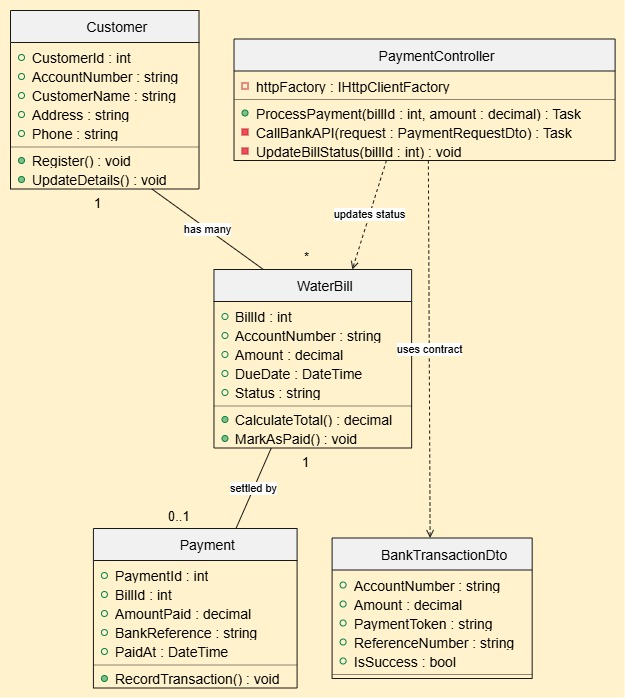 Customer
CustomerId : int
AccountNumber : string
CustomerName : string
Address : string
Phone : string
Register() : void
UpdateDetails() : void
PaymentController
httpFactory : IHttpClientFactory
ProcessPayment(billId : int, amount : decimal) : Task
CallBankAPI(request : PaymentRequestDto) : Task
UpdateBillStatus(billId : int) : void
1
has many
*
updates status
uses contract
WaterBill
BillId : int
AccountNumber : string
Amount : decimal
DueDate : DateTime
Status : string
CalculateTotal() : decimal
MarkAsPaid() : void
1
settled by
0..1
Payment
PaymentId : int
BillId : int
AmountPaid : decimal
BankReference : string
PaidAt : DateTime
RecordTransaction() : void
BankTransactionDto
AccountNumber : string
Amount : decimal
PaymentToken : string
ReferenceNumber : string
IsSuccess : bool